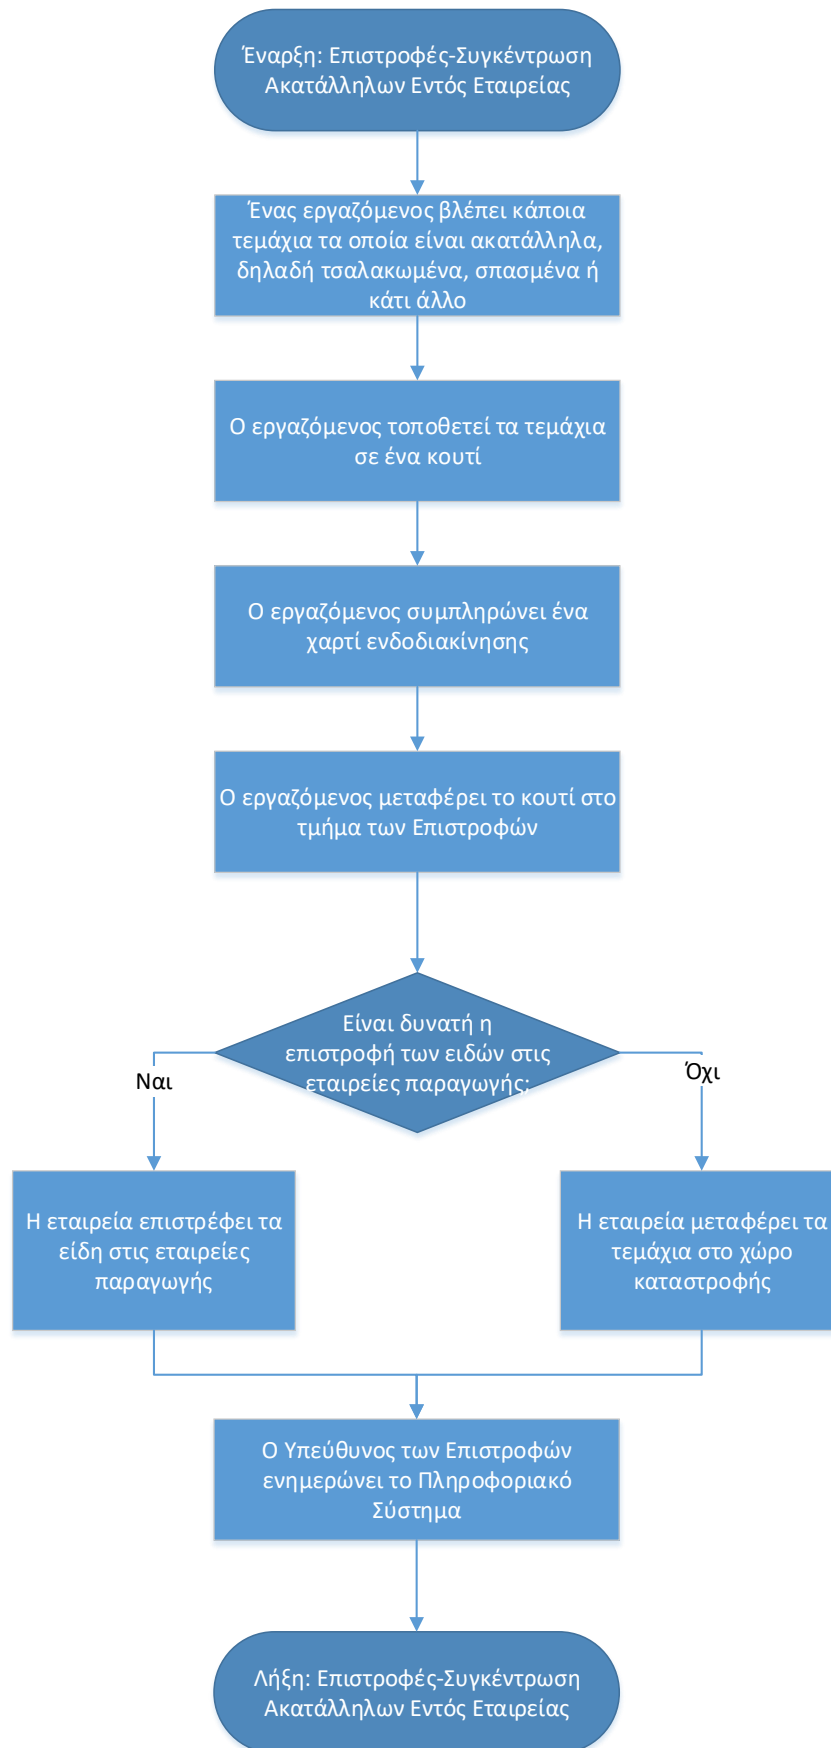 Έναρξη: Επιστροφές-Συγκέντρωση
Ακατάλληλων Εντός Εταιρείας
Ένας εργαζόμενος βλέπει κάποια
τεμάχια τα οποία είναι ακατάλληλα,
δηλαδή τσαλακωμένα, σπασμένα ή
κάτι άλλο
Ο εργαζόμενος τοποθετεί τα τεμάχια
σε ένα κουτί
Ο εργαζόμενος συμπληρώνει ένα
χαρτί ενδοδιακίνησης
Ο εργαζόμενος μεταφέρει το κουτί στο
τμήμα των Επιστροφών
Είναι δυνατή η
επιστροφή των ειδών στις
εταιρείες παραγωγής;
Ναι
Όχι
Η εταιρεία επιστρέφει τα
είδη στις εταιρείες
παραγωγής
Η εταιρεία μεταφέρει τα
τεμάχια στο χώρο
καταστροφής
Ο Υπεύθυνος των Επιστροφών
ενημερώνει το Πληροφοριακό
Σύστημα
Λήξη: Επιστροφές-Συγκέντρωση
Ακατάλληλων Εντός Εταιρείας